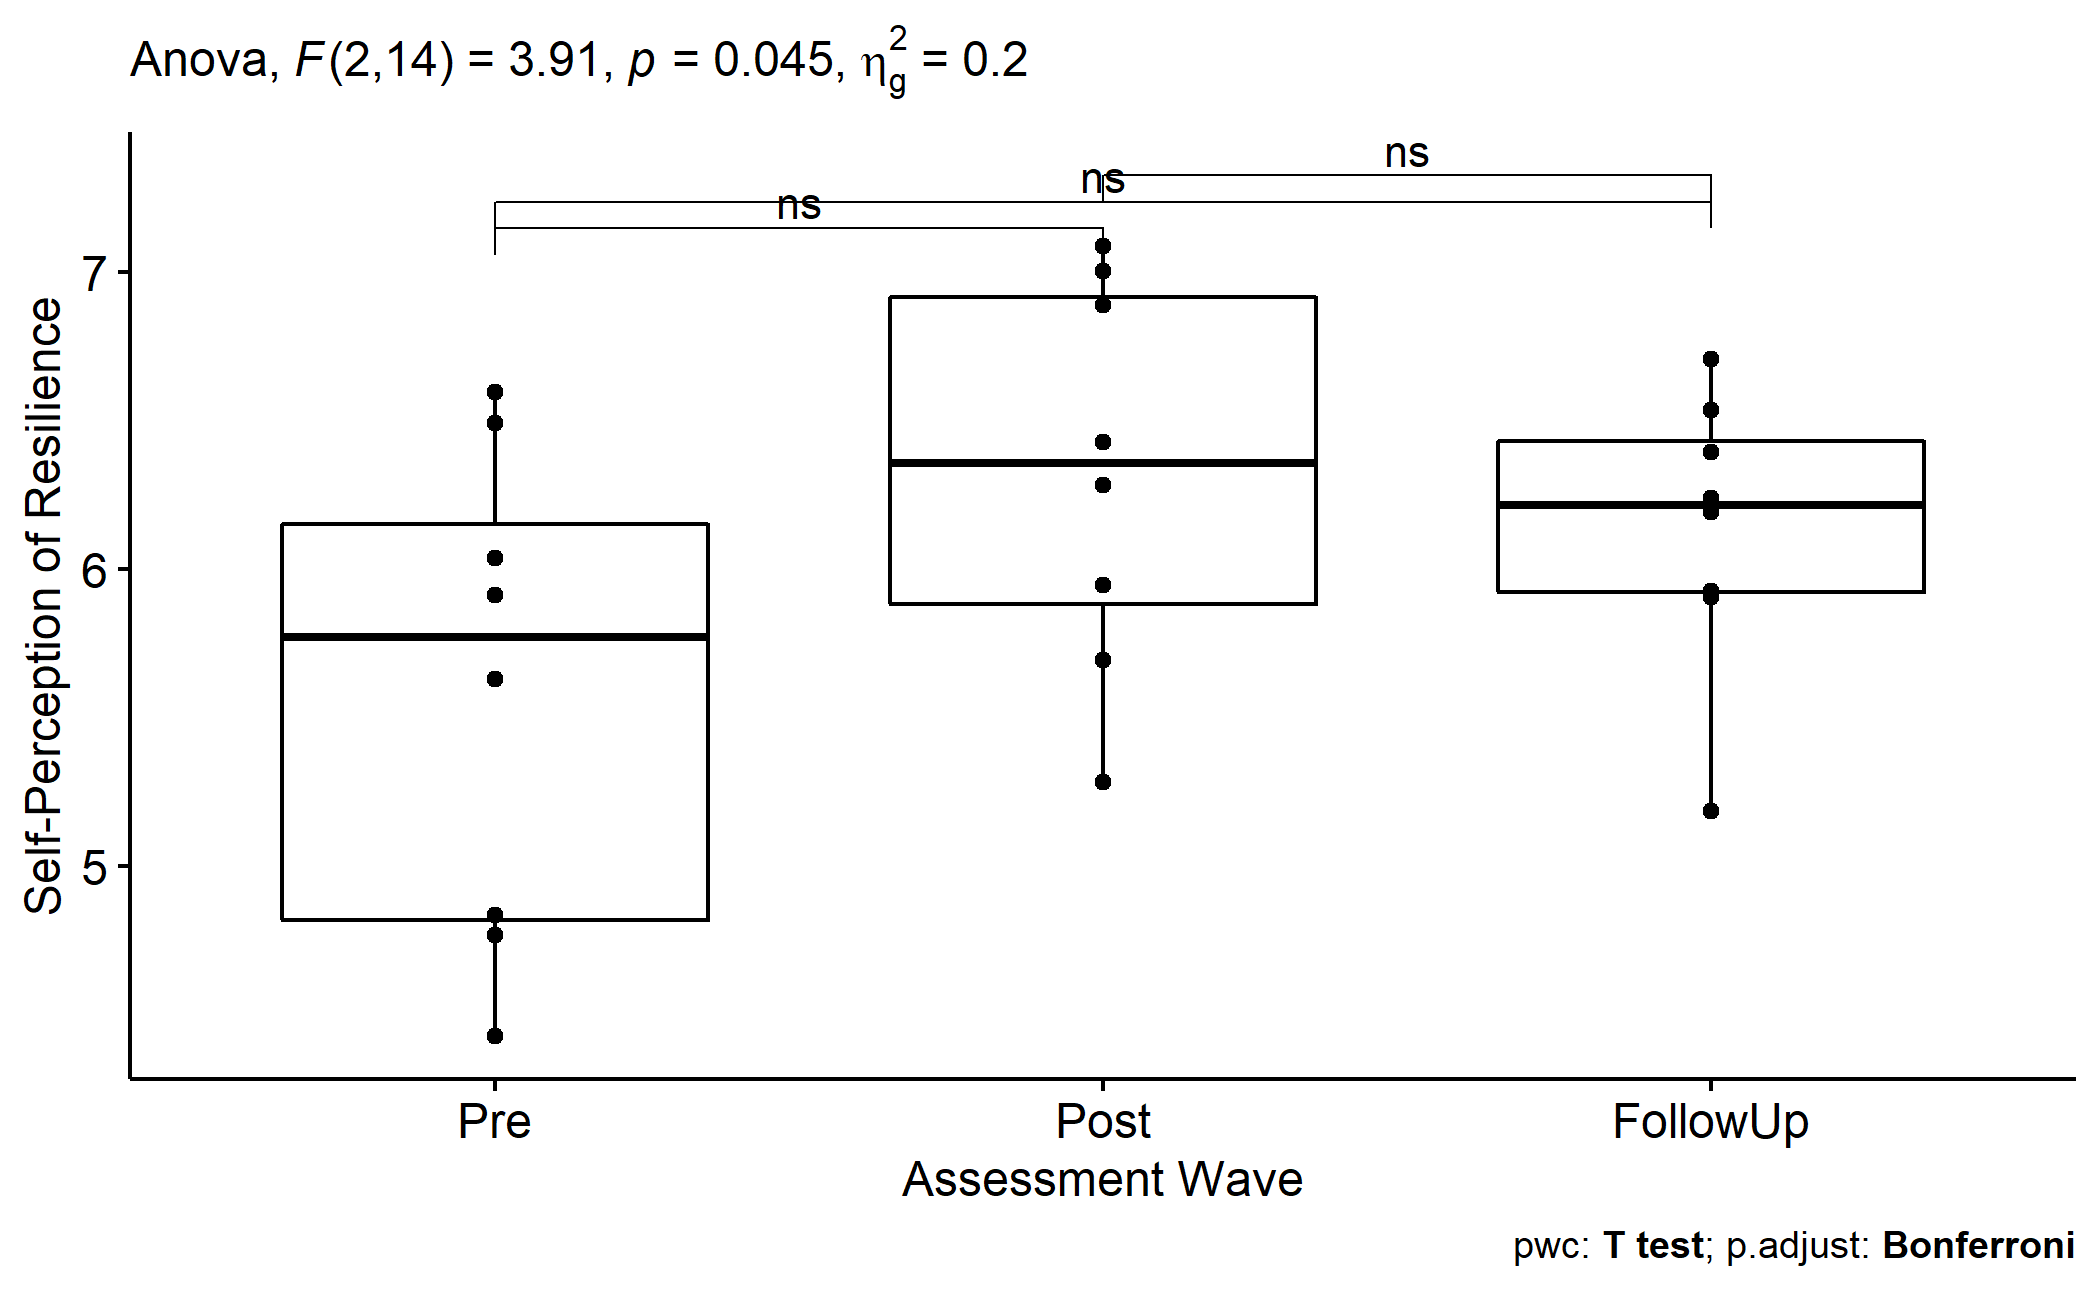 Anova, F(2,14) = 3.91, p = 0.045, η²g = 0.2
ns
ns
ns
7
6
5
Self-Perception of Resilience
Pre Post FollowUp
Assessment Wave
pwc: T test; p.adjust: Bonferroni